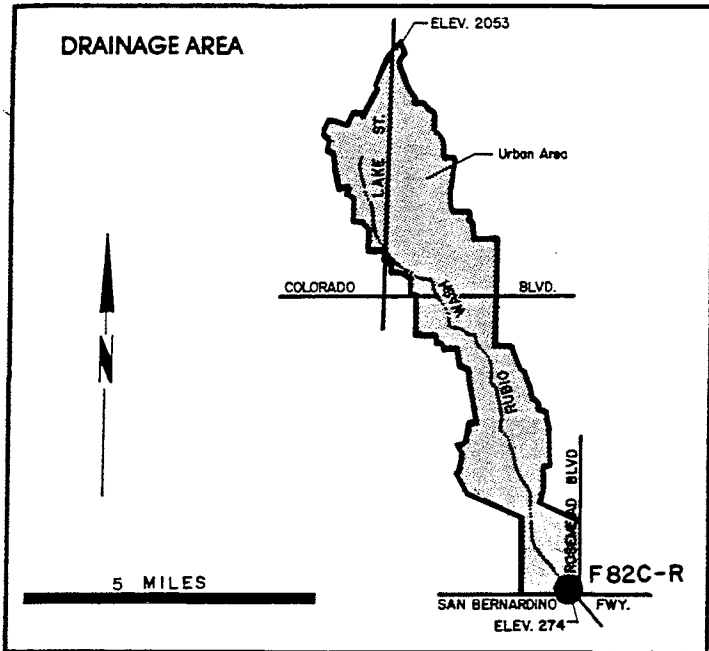 DRAINAGE AREA
ELEV. 2053
LAKE ST.
Urban Area
COLORADO BLVD.
WASH
RUBIO
N
ROSEMEAD BLVD
5 MILES
F82C-R
SAN BERNARDINO FWY.
ELEV. 274